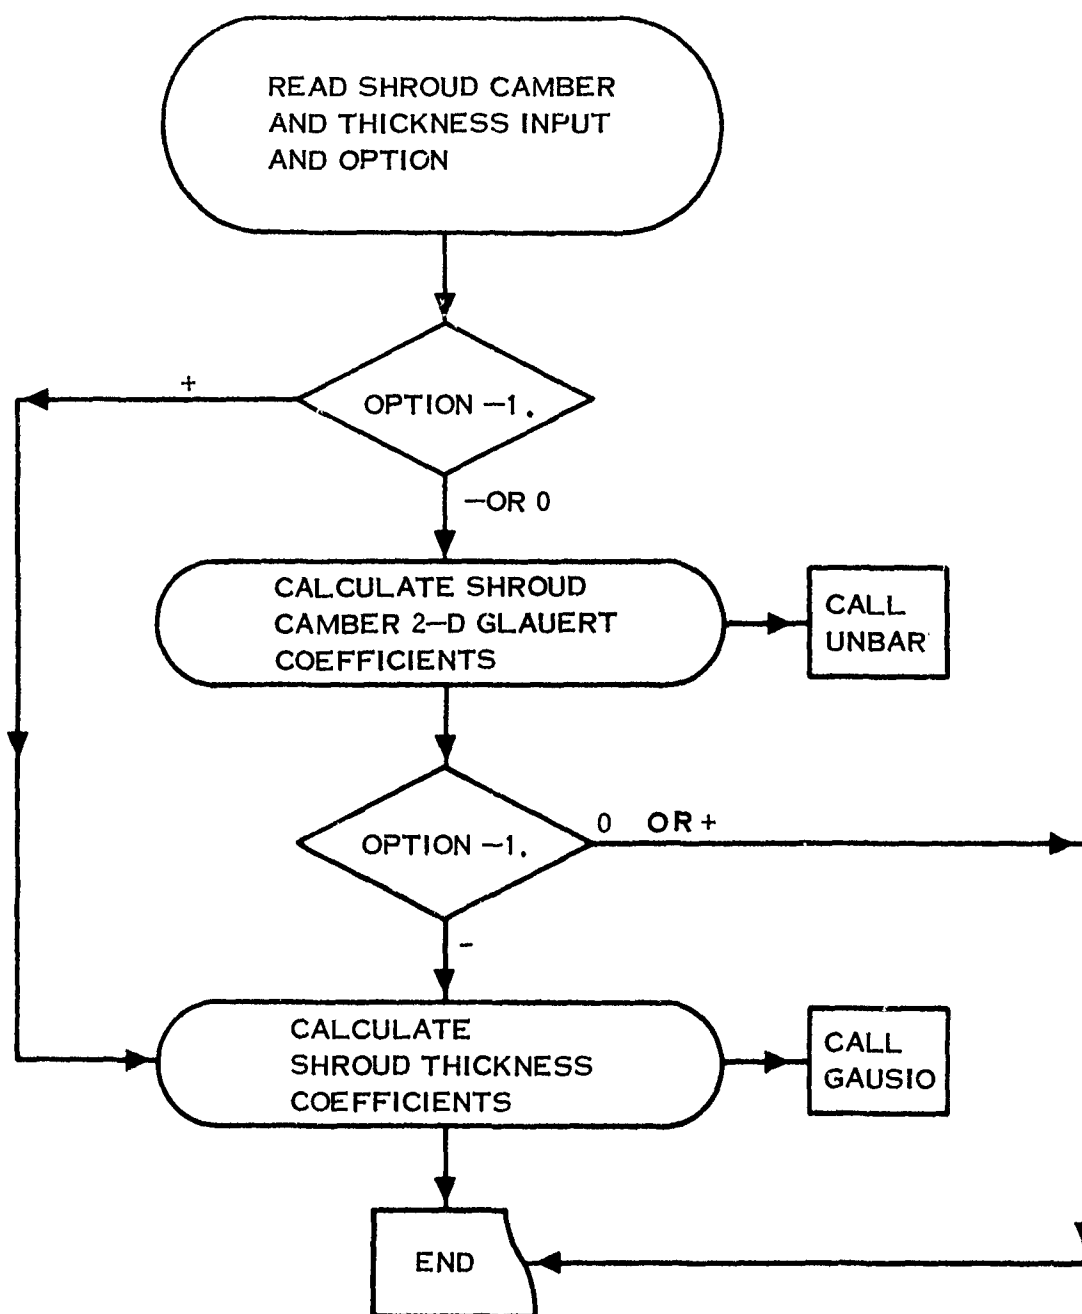 READ SHROUD CAMBER
AND THICKNESS INPUT
AND OPTION
+
OPTION —1.
—OR 0
CALCULATE SHROUD
CAMBER 2—D GLAUERT
COEFFICIENTS
CALL
UNBAR
0 OR +
OPTION —1.
-
CALCULATE
SHROUD THICKNESS
COEFFICIENTS
CALL
GAUSIO
END